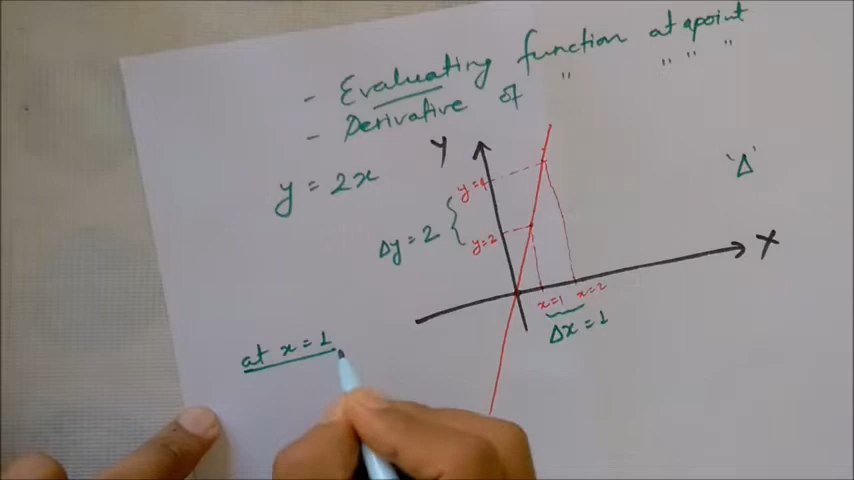 - Evaluating function at a point
- Derivative of " " " "
y = 2x
Y
'Δ'
y=4
Δy = 2 {
y=2
X
x=1 x=2
Δx = 1
at x = 1